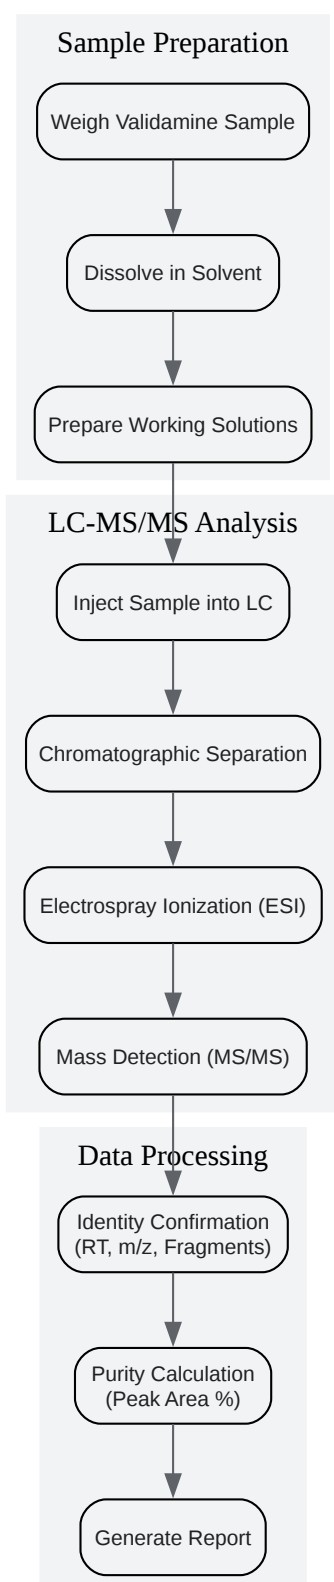 Sample Preparation
Weigh Validamine Sample
Dissolve in Solvent
Prepare Working Solutions
LC-MS/MS Analysis
Inject Sample into LC
Chromatographic Separation
Electrospray Ionization (ESI)
Mass Detection (MS/MS)
Data Processing
Identity Confirmation
(RT, m/z, Fragments)
Purity Calculation
(Peak Area %)
Generate Report